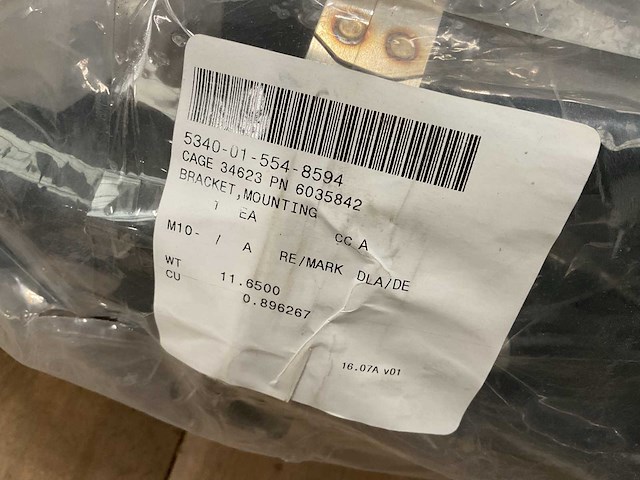 5340-01-554-8594
CAGE 34623 PN 6035842
BRACKET,MOUNTING
1 EA
CC A
M10- / A RE/MARK DLA/DE
WT 11.6500
CU 0.896267
16.07A v01